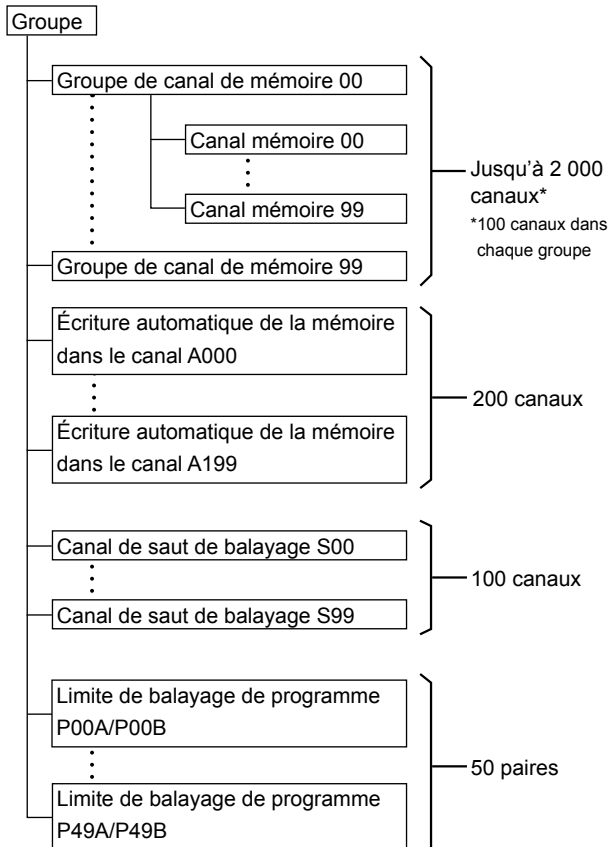 Groupe
Groupe de canal de mémoire 00
Canal mémoire 00
Canal mémoire 99
Groupe de canal de mémoire 99
Jusqu'à 2 000
canaux*
*100 canaux dans
chaque groupe
Écriture automatique de la mémoire
dans le canal A000
Écriture automatique de la mémoire
dans le canal A199
200 canaux
Canal de saut de balayage S00
Canal de saut de balayage S99
100 canaux
Limite de balayage de programme
P00A/P00B
Limite de balayage de programme
P49A/P49B
50 paires